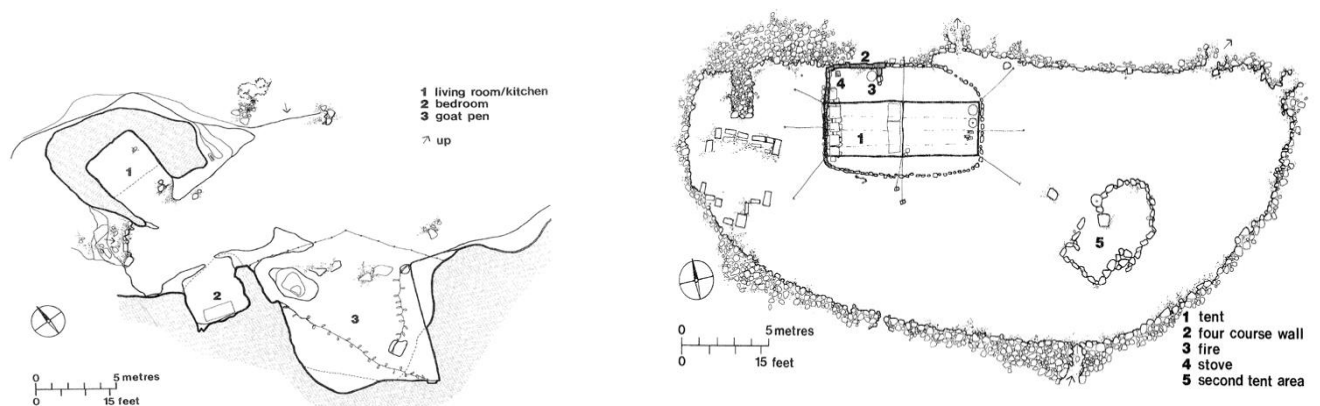 1 living room/kitchen
2 bedroom
3 goat pen
↗ up
1
2
3
0 5 metres
0 15 feet
2
4
3
1
5
0 5 metres
0 15 feet
1 tent
2 four course wall
3 fire
4 stove
5 second tent area